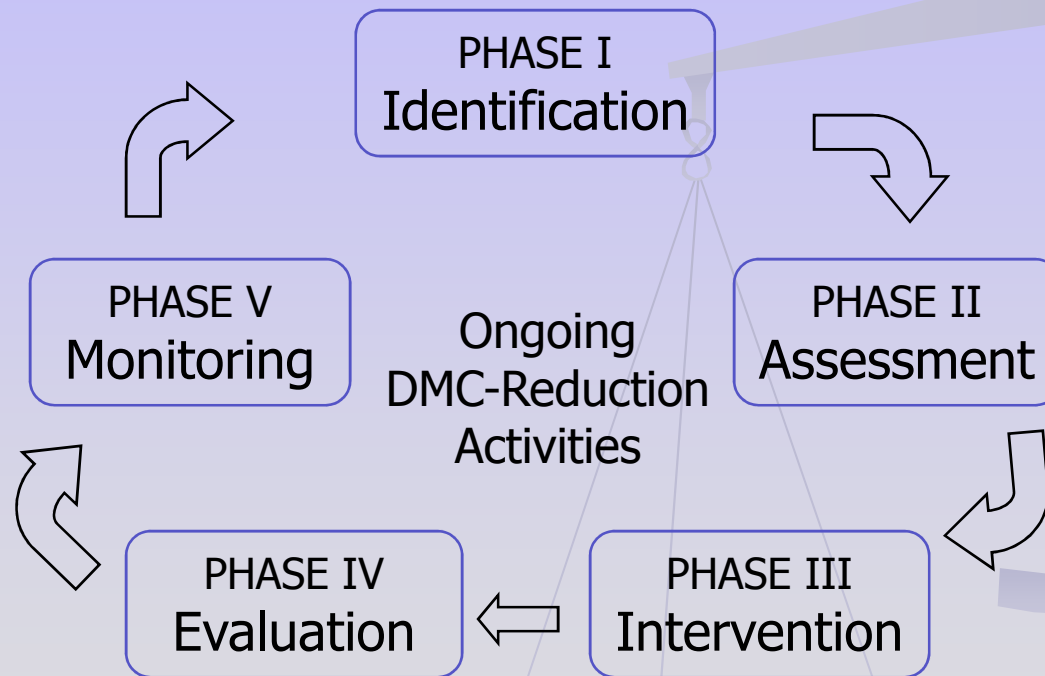 PHASE I
Identification
PHASE V
Monitoring
Ongoing
DMC-Reduction
Activities
PHASE II
Assessment
PHASE IV
Evaluation
PHASE III
Intervention